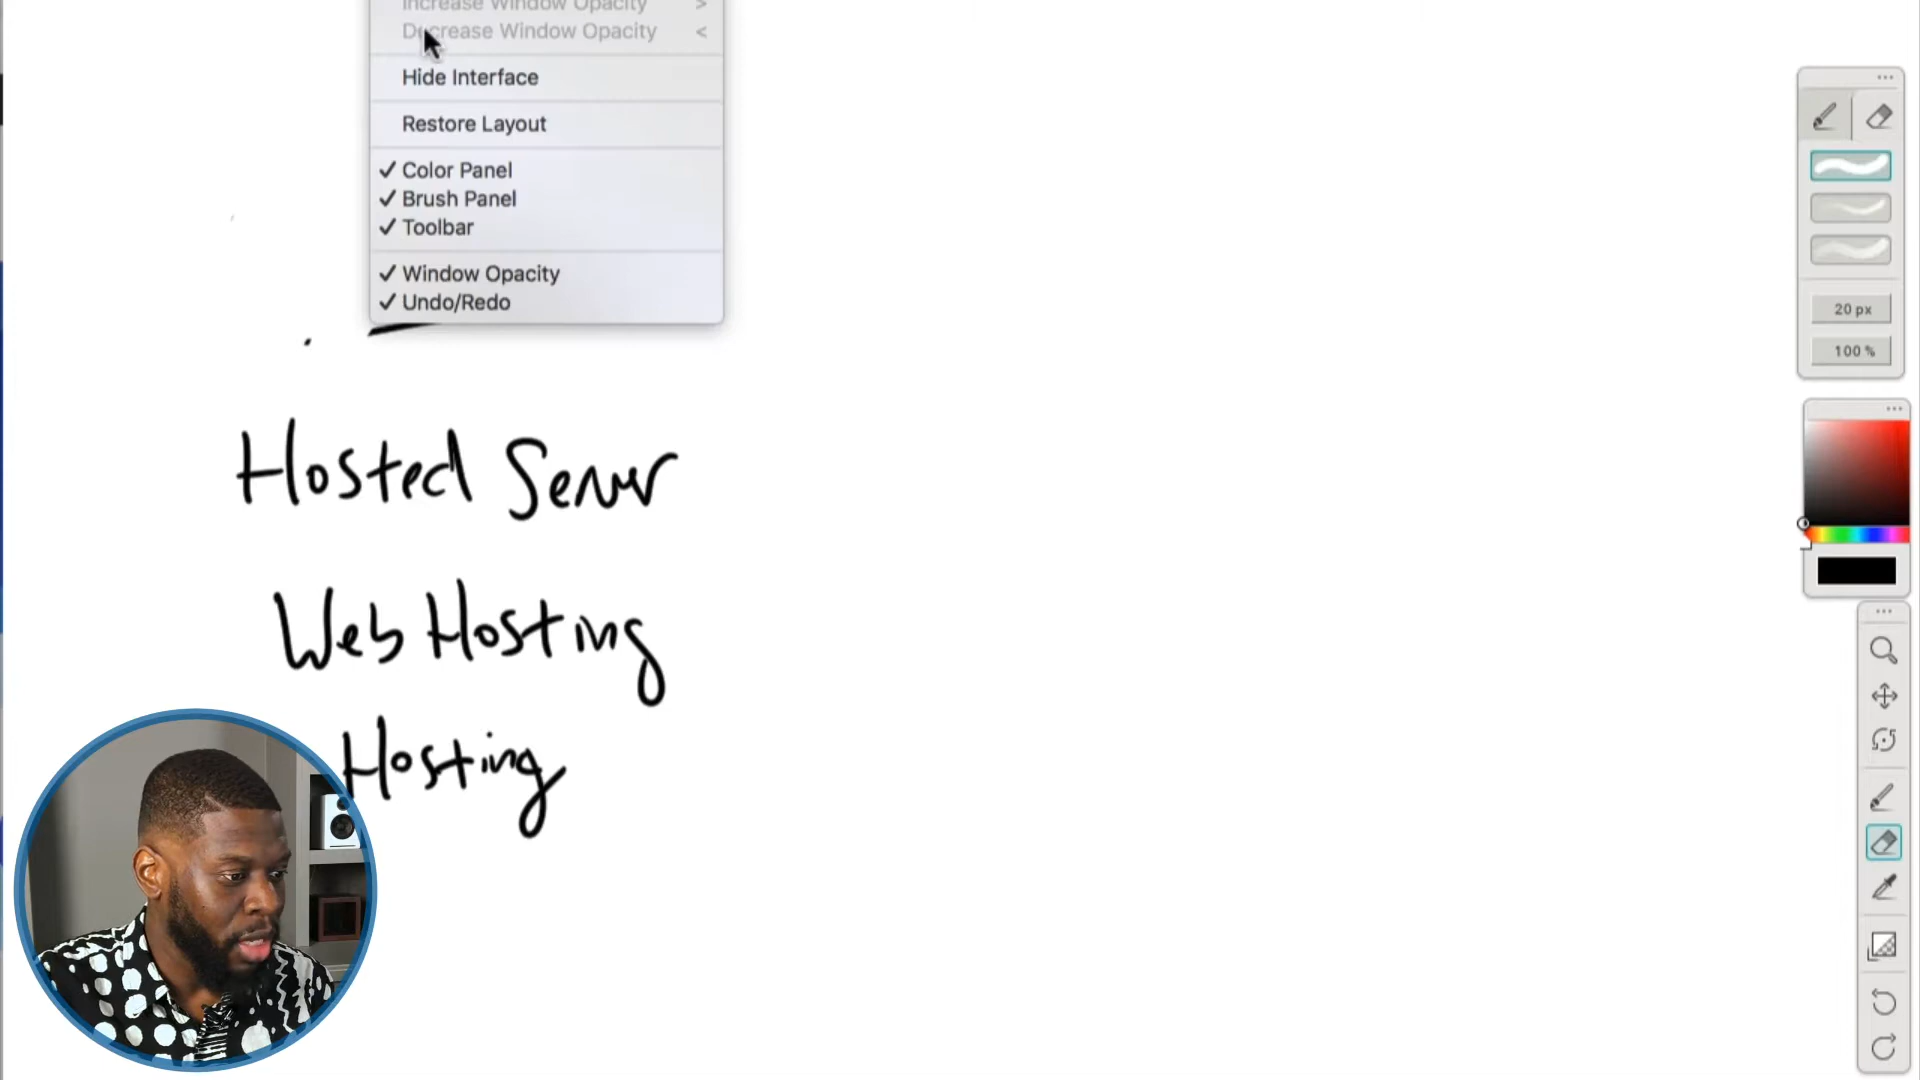 Increase Window Opacity >
Decrease Window Opacity <
Hide Interface
Restore Layout
✓ Color Panel
✓ Brush Panel
✓ Toolbar
✓ Window Opacity
✓ Undo/Redo
20 px
100 %
Hosted Server
Web Hosting
Hosting